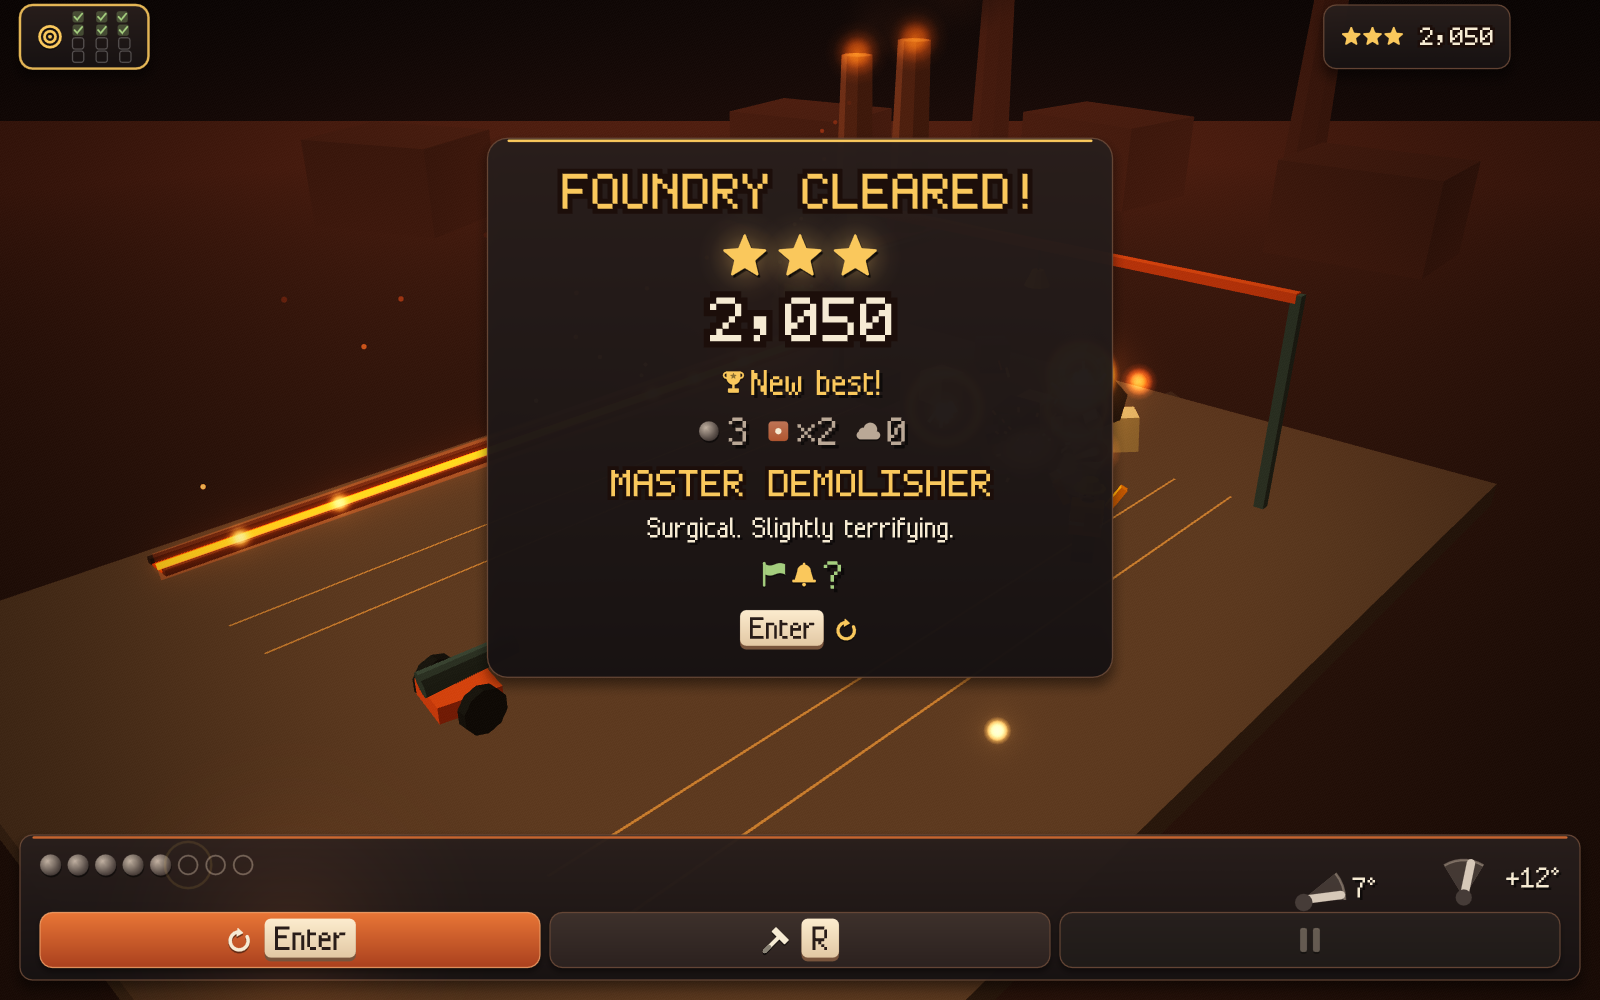 2,050
FOUNDRY CLEARED!
2,050
New best!
3 x2 0
MASTER DEMOLISHER
Surgical. Slightly terrifying.
?
Enter
7° +12°
Enter R